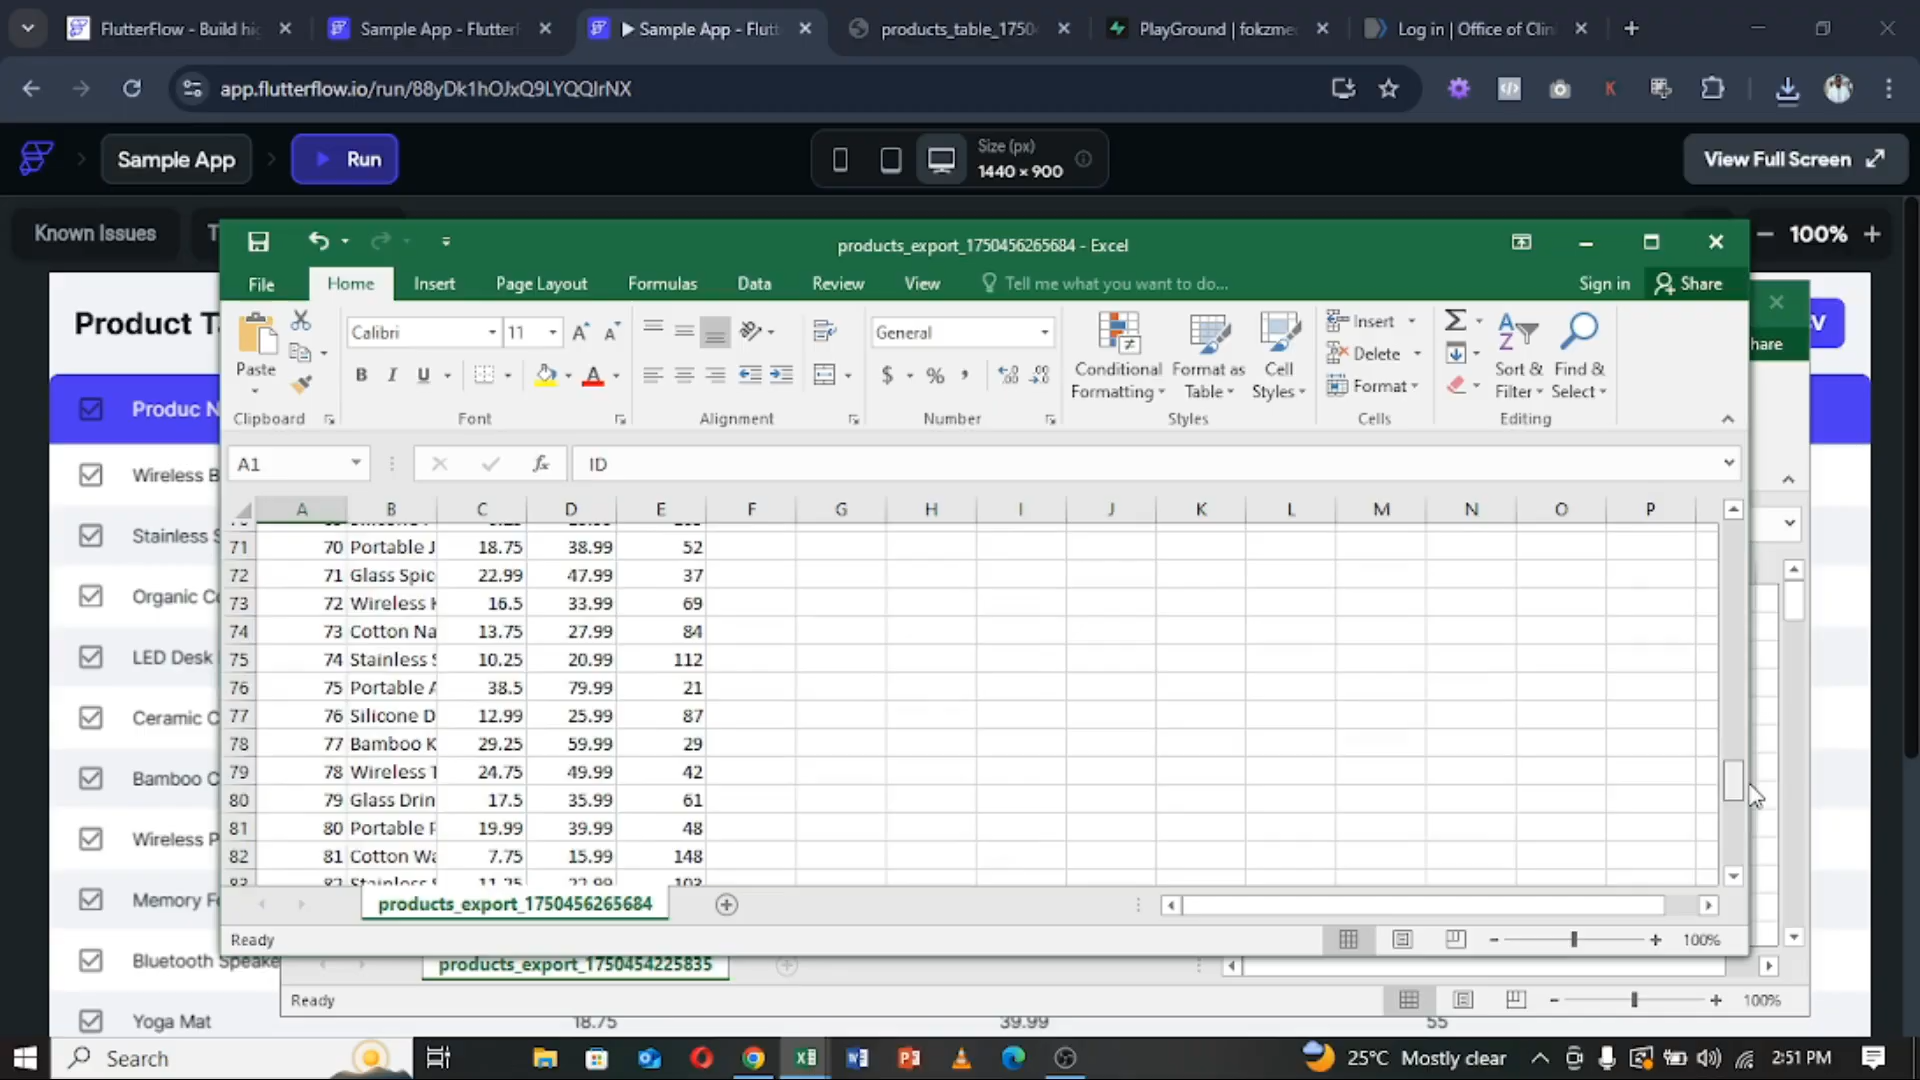 FlutterFlow - Build hi
Sample App - Flutterf
Sample App - Flutt
products_table_1750
PlayGround | fokzme
Log in | Office of Clin
app.flutterflow.io/run/88yDk1hOJxQ9LYQQIrNX
Sample App
Run
Size (px)
1440 × 900
View Full Screen
Known Issues
100%
products_export_1750456265684 - Excel
File
Home
Insert
Page Layout
Formulas
Data
Review
View
Tell me what you want to do...
Sign in
Share
Product T
Produc N
hare
Paste
Calibri
11
General
Conditional
Formatting
Format as
Table
Cell
Styles
Insert
Delete
Format
Sort &
Filter
Find &
Select
Clipboard
Font
Alignment
Number
Styles
Cells
Editing
A1
ID
A B C D E F G H I J K L M N O P
71 70 Portable J 18.75 38.99 52
72 71 Glass Spic 22.99 47.99 37
73 72 Wireless 16.5 33.99 69
74 73 Cotton Na 13.75 27.99 84
75 74 Stainless S 10.25 20.99 112
76 75 Portable A 38.5 79.99 21
77 76 Silicone D 12.99 25.99 87
78 77 Bamboo K 29.25 59.99 29
79 78 Wireless T 24.75 49.99 42
80 79 Glass Drin 17.5 35.99 61
81 80 Portable 19.99 39.99 48
82 81 Cotton Wa 7.75 15.99 148
Wireless B
Stainless S
Organic Co
LED Desk
Ceramic C
Bamboo C
Wireless P
Memory Fo
Bluetooth Speake
Yoga Mat
18.75
39.99
55
products_export_1750456265684
Ready
100%
products_export_1750454225835
Ready
100%
Search
25°C Mostly clear
2:51 PM